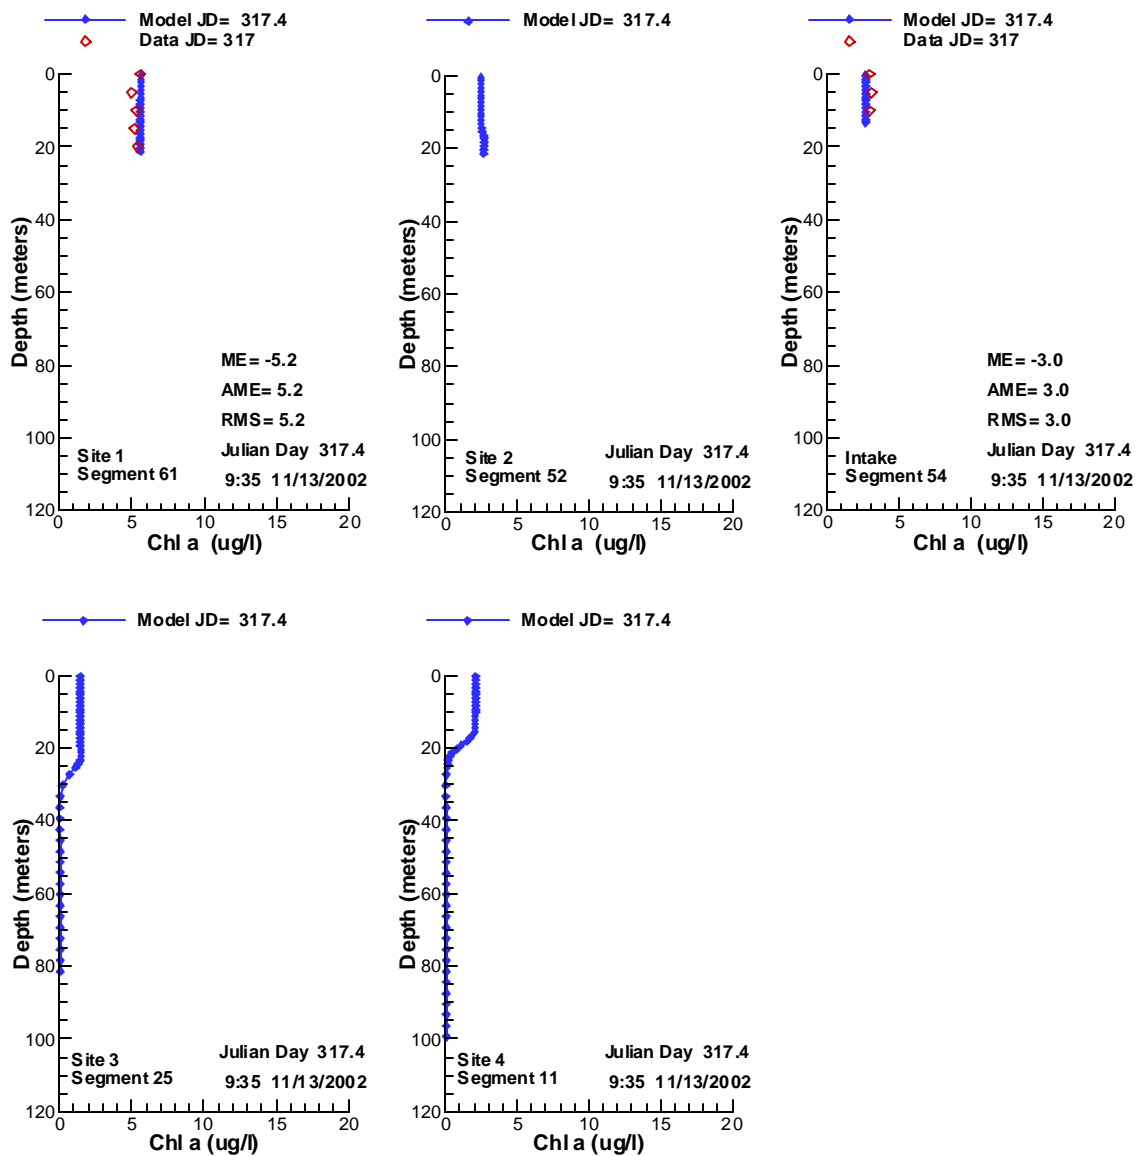 Model JD= 317.4
Data JD= 317
0
20
40
60
80
100
120
Depth (meters)
ME= -5.2
AME= 5.2
RMS= 5.2
Julian Day 317.4
9:35 11/13/2002
Site 1
Segment 61
0 5 10 15 20
Chl a (ug/l)
Model JD= 317.4
0
20
40
60
80
100
120
Depth (meters)
Julian Day 317.4
9:35 11/13/2002
Site 2
Segment 52
0 5 10 15 20
Chl a (ug/l)
Model JD= 317.4
Data JD= 317
0
20
40
60
80
100
120
Depth (meters)
ME= -3.0
AME= 3.0
RMS= 3.0
Julian Day 317.4
9:35 11/13/2002
Intake
Segment 54
0 5 10 15 20
Chl a (ug/l)
Model JD= 317.4
0
20
40
60
80
100
120
Depth (meters)
Julian Day 317.4
9:35 11/13/2002
Site 3
Segment 25
0 5 10 15 20
Chl a (ug/l)
Model JD= 317.4
0
20
40
60
80
100
120
Depth (meters)
Julian Day 317.4
9:35 11/13/2002
Site 4
Segment 11
0 5 10 15 20
Chl a (ug/l)